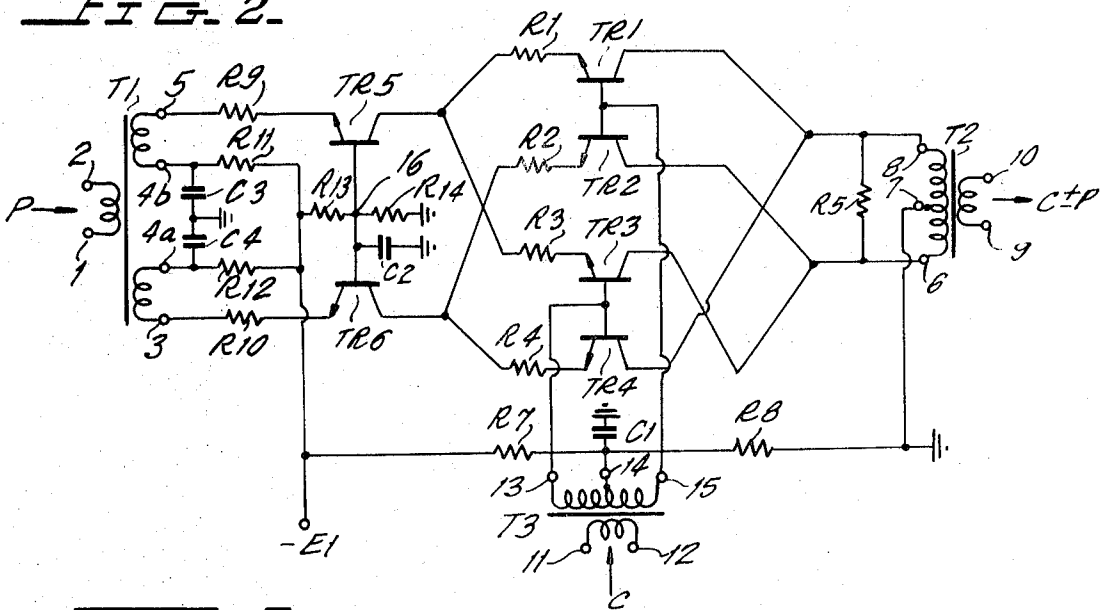 FIG. 2.
R1
TR1
T1
5
R9
TR5
R2
TR2
2
R11
16
T2
8
10
P
4b
C3
R13
R14
R5
7
C±P
1
4a
C4
R3
TR3
9
C2
6
R12
3
R10
TR6
R4
TR4
R7
C1
R8
14
13
15
T3
-E1
11
12
C